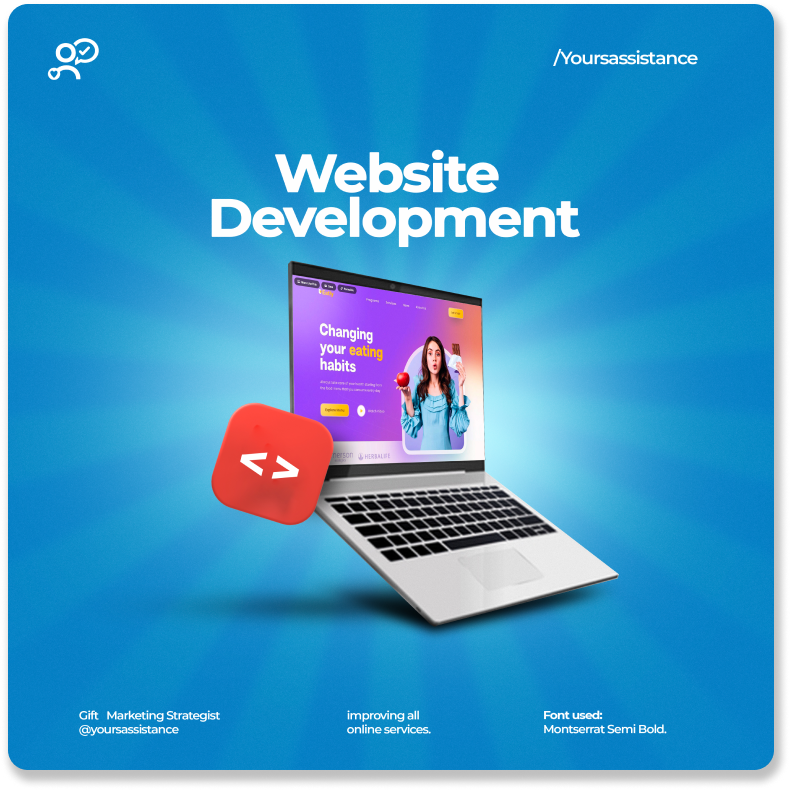 /Yoursassistance
Website
Development
Changing
your eating
habits
HERBALIFE
< >
Gift Marketing Strategist
@yoursassistance
improving all
online services.
Font used:
Montserrat Semi Bold.